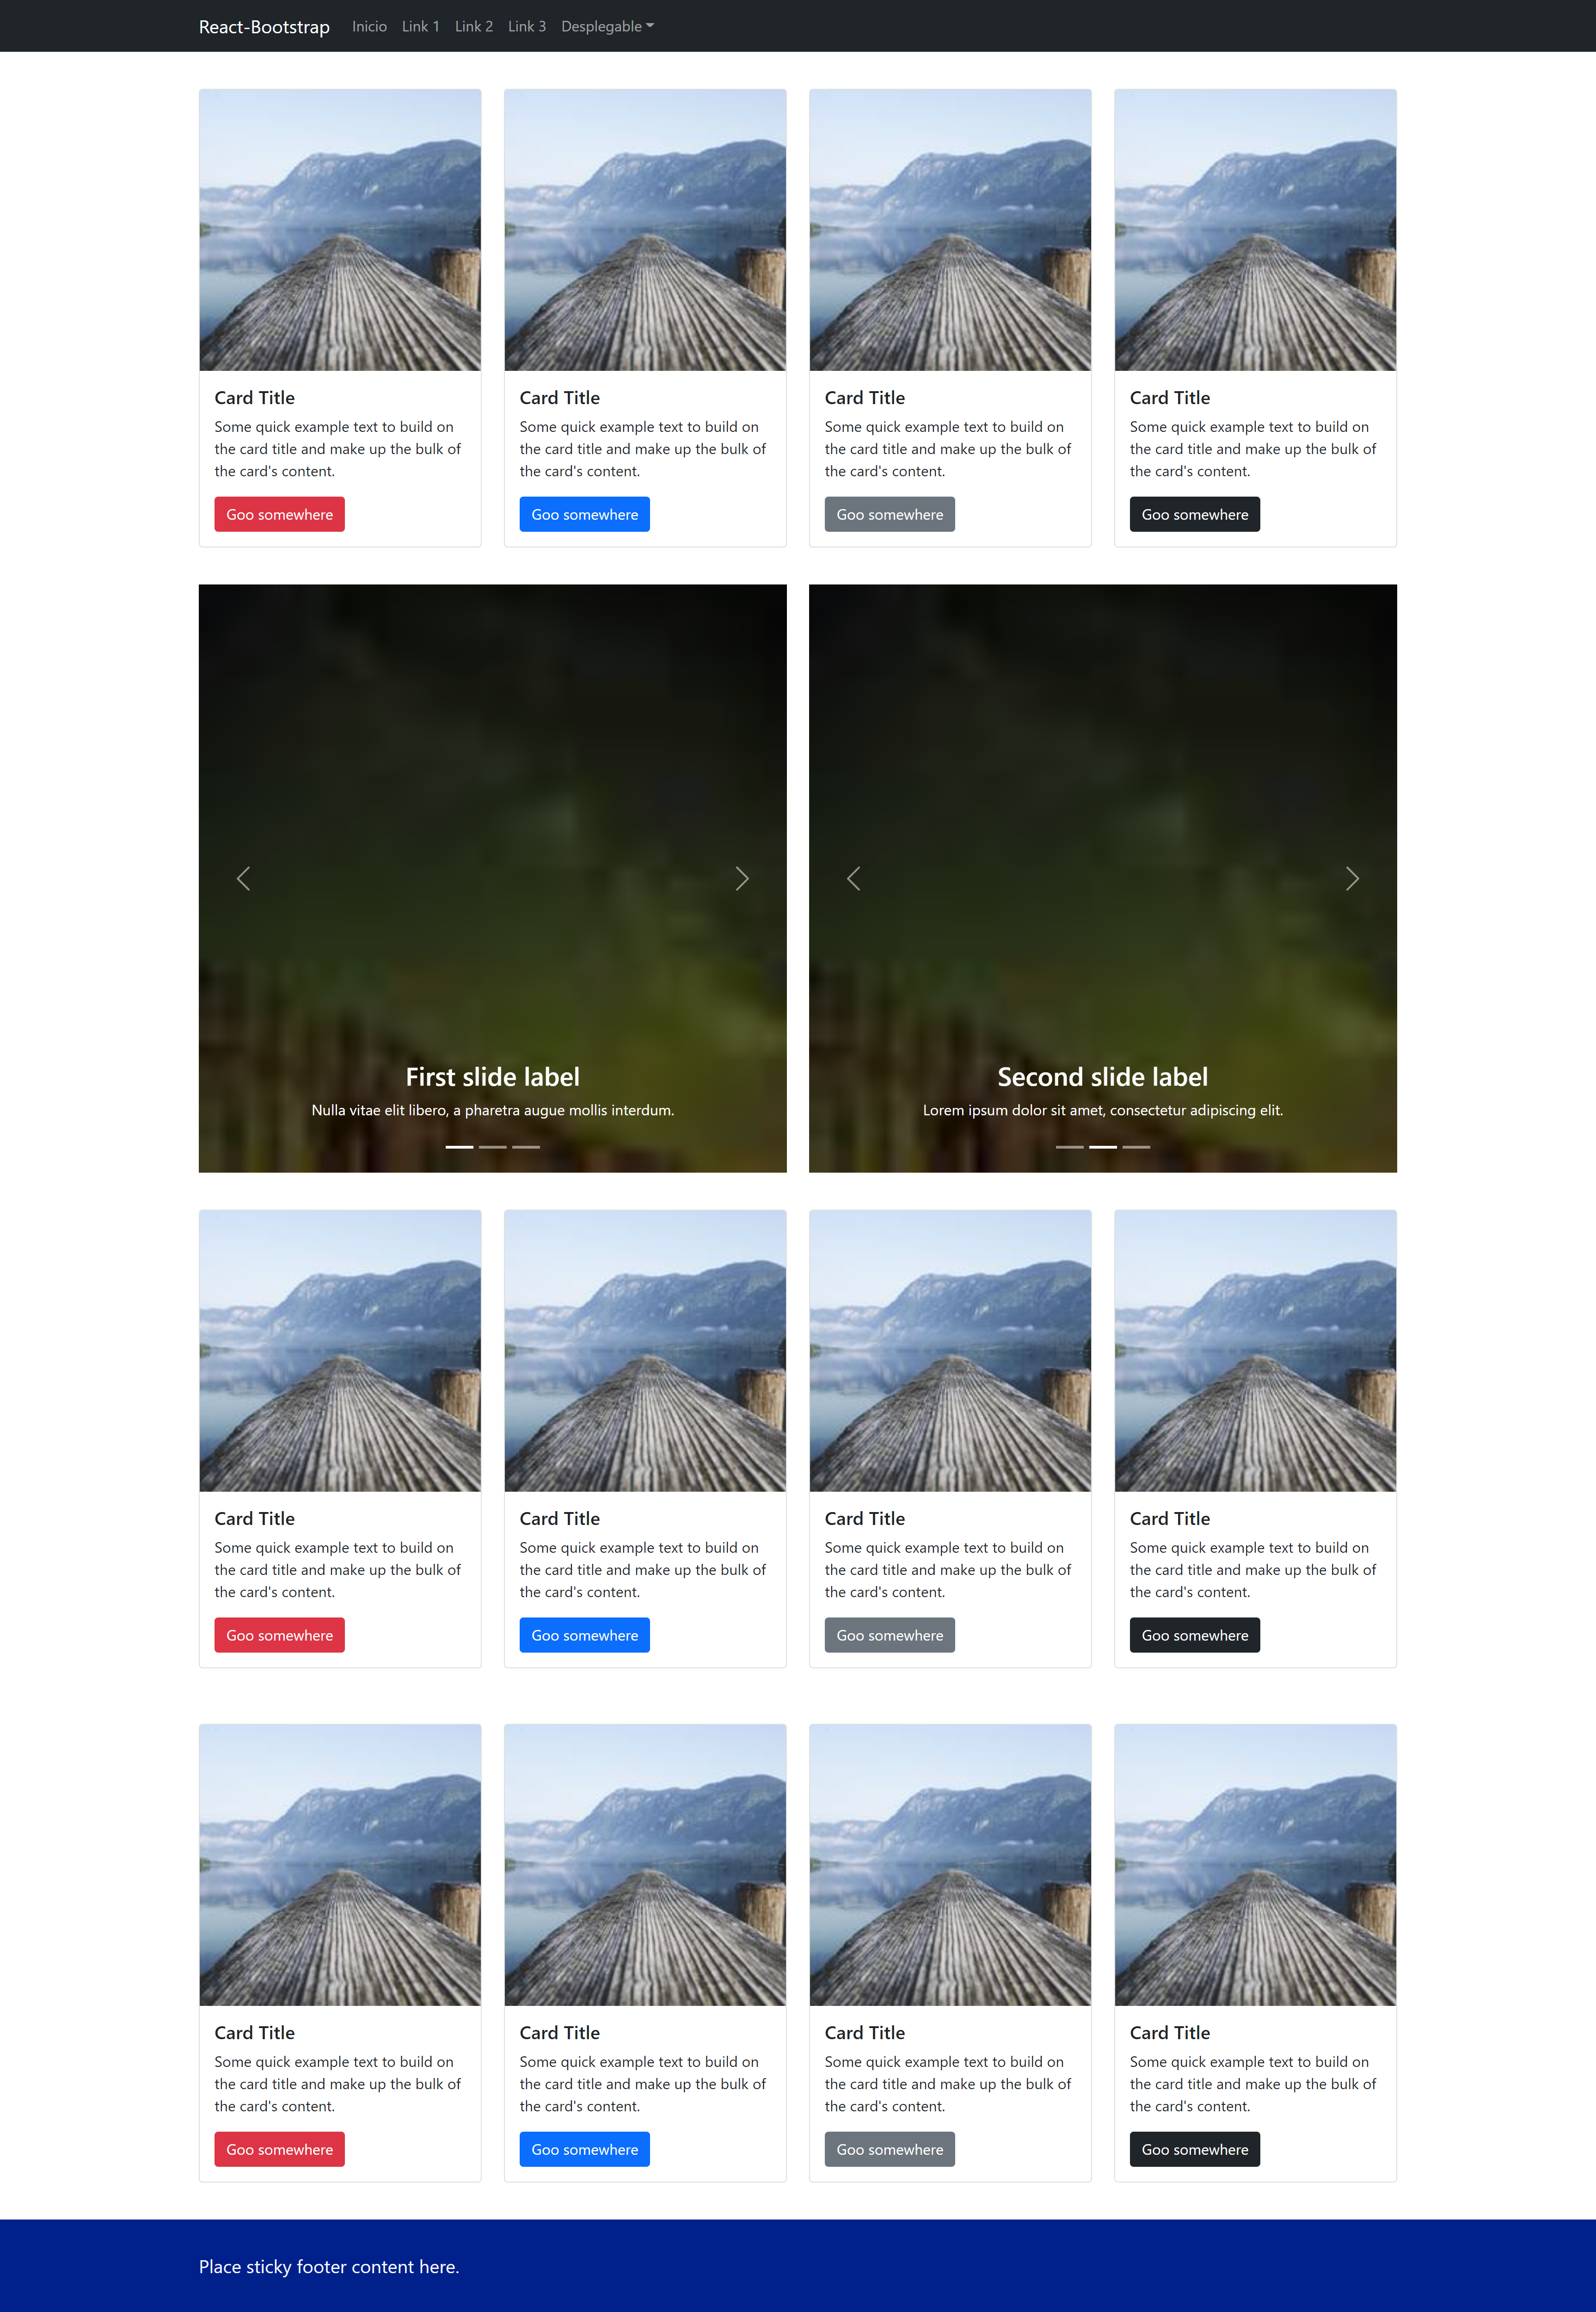 React-Bootstrap Inicio Link 1 Link 2 Link 3 Desplegable
Card Title
Some quick example text to build on
the card title and make up the bulk of
the card's content.
Goo somewhere
Card Title
Some quick example text to build on
the card title and make up the bulk of
the card's content.
Goo somewhere
Card Title
Some quick example text to build on
the card title and make up the bulk of
the card's content.
Goo somewhere
Card Title
Some quick example text to build on
the card title and make up the bulk of
the card's content.
Goo somewhere
First slide label
Nulla vitae elit libero, a pharetra augue mollis interdum.
Second slide label
Lorem ipsum dolor sit amet, consectetur adipiscing elit.
Card Title
Some quick example text to build on
the card title and make up the bulk of
the card's content.
Goo somewhere
Card Title
Some quick example text to build on
the card title and make up the bulk of
the card's content.
Goo somewhere
Card Title
Some quick example text to build on
the card title and make up the bulk of
the card's content.
Goo somewhere
Card Title
Some quick example text to build on
the card title and make up the bulk of
the card's content.
Goo somewhere
Card Title
Some quick example text to build on
the card title and make up the bulk of
the card's content.
Goo somewhere
Card Title
Some quick example text to build on
the card title and make up the bulk of
the card's content.
Goo somewhere
Card Title
Some quick example text to build on
the card title and make up the bulk of
the card's content.
Goo somewhere
Card Title
Some quick example text to build on
the card title and make up the bulk of
the card's content.
Goo somewhere
Place sticky footer content here.